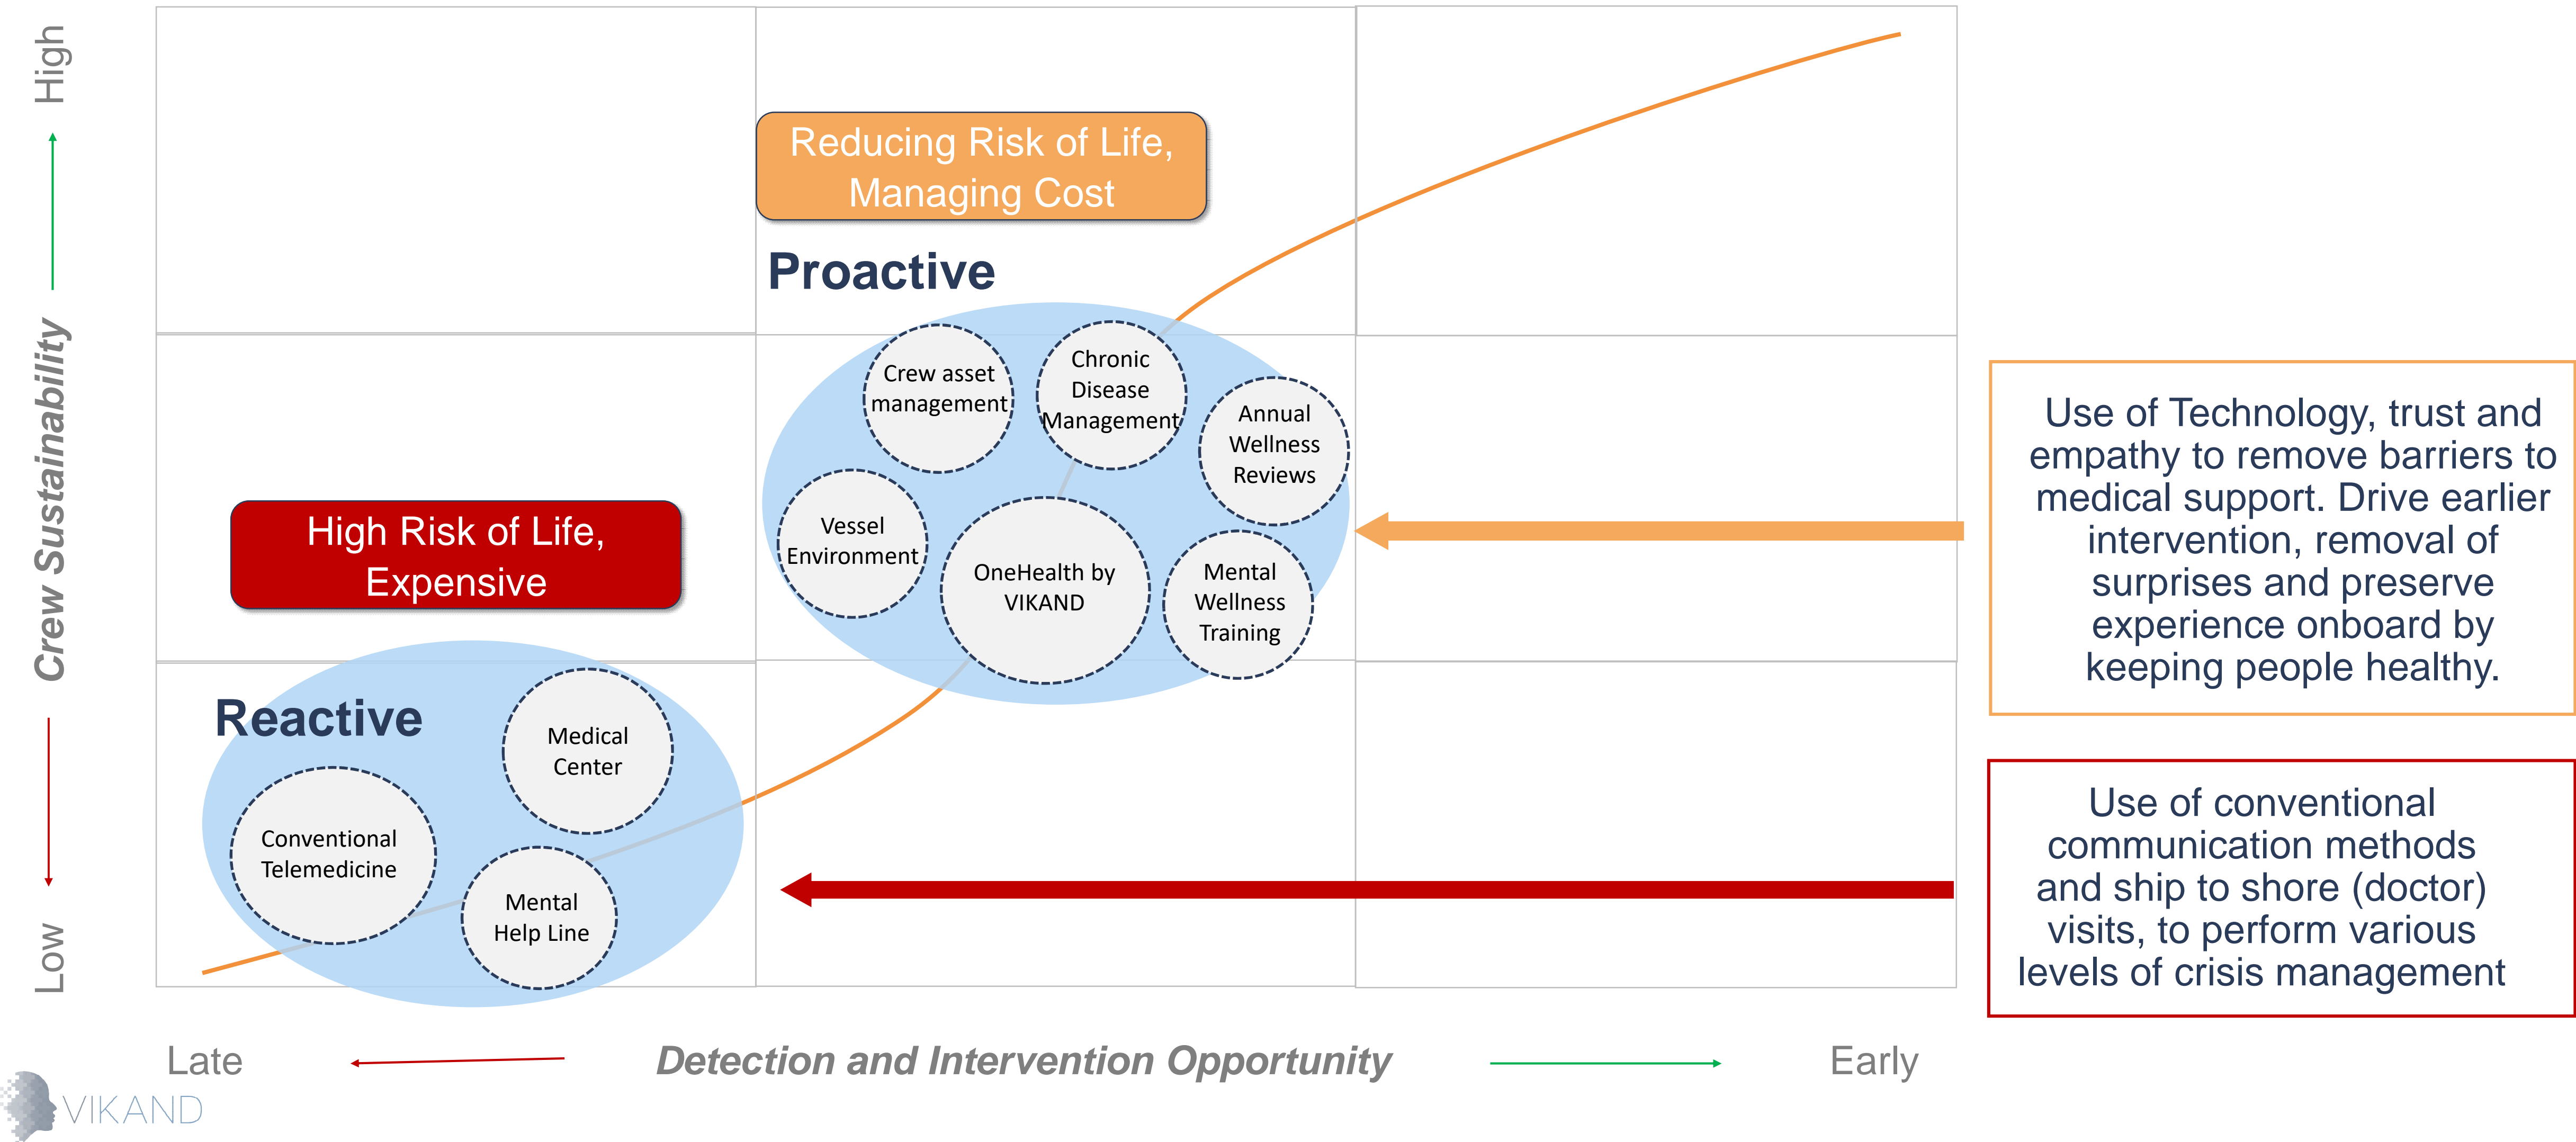 High
Crew Sustainability
Low
Reducing Risk of Life,
Managing Cost
Proactive
Crew asset
management
Chronic
Disease
Management
Annual
Wellness
Reviews
Vessel
Environment
OneHealth by
VIKAND
Mental
Wellness
Training
High Risk of Life,
Expensive
Reactive
Medical
Center
Conventional
Telemedicine
Mental
Help Line
Use of Technology, trust and
empathy to remove barriers to
medical support. Drive earlier
intervention, removal of
surprises and preserve
experience onboard by
keeping people healthy.
Use of conventional
communication methods
and ship to shore (doctor)
visits, to perform various
levels of crisis management
Late
Detection and Intervention Opportunity
Early
VIKAND